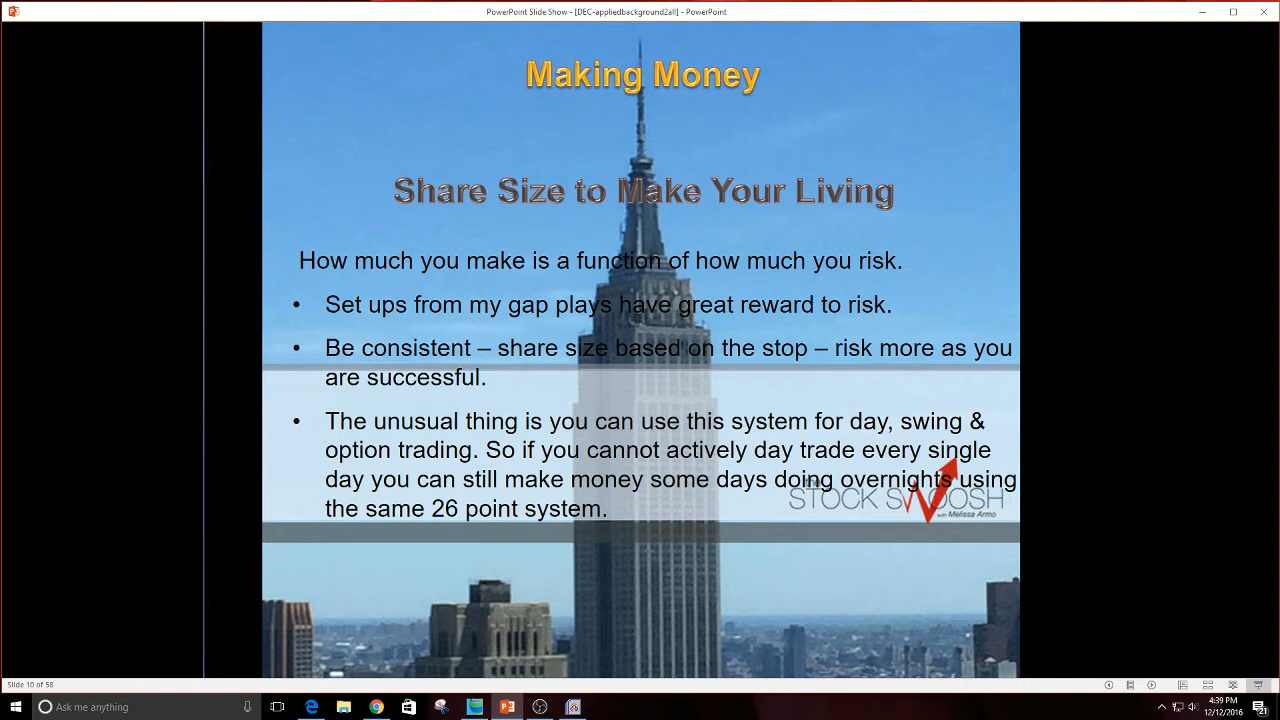 PowerPoint Slide Show - [DEC-appliedbackground2all] - PowerPoint
Making Money
Share Size to Make Your Living
How much you make is a function of how much you risk.
• Set ups from my gap plays have great reward to risk.
• Be consistent – share size based on the stop – risk more as you
are successful.
• The unusual thing is you can use this system for day, swing &
option trading. So if you cannot actively day trade every single
day you can still make money some days doing overnights using
the same 26 point system.
STOCK SWOOSH
with Melissa Armo
Slide 10 of 58
Ask me anything
4:39 PM
12/12/2016